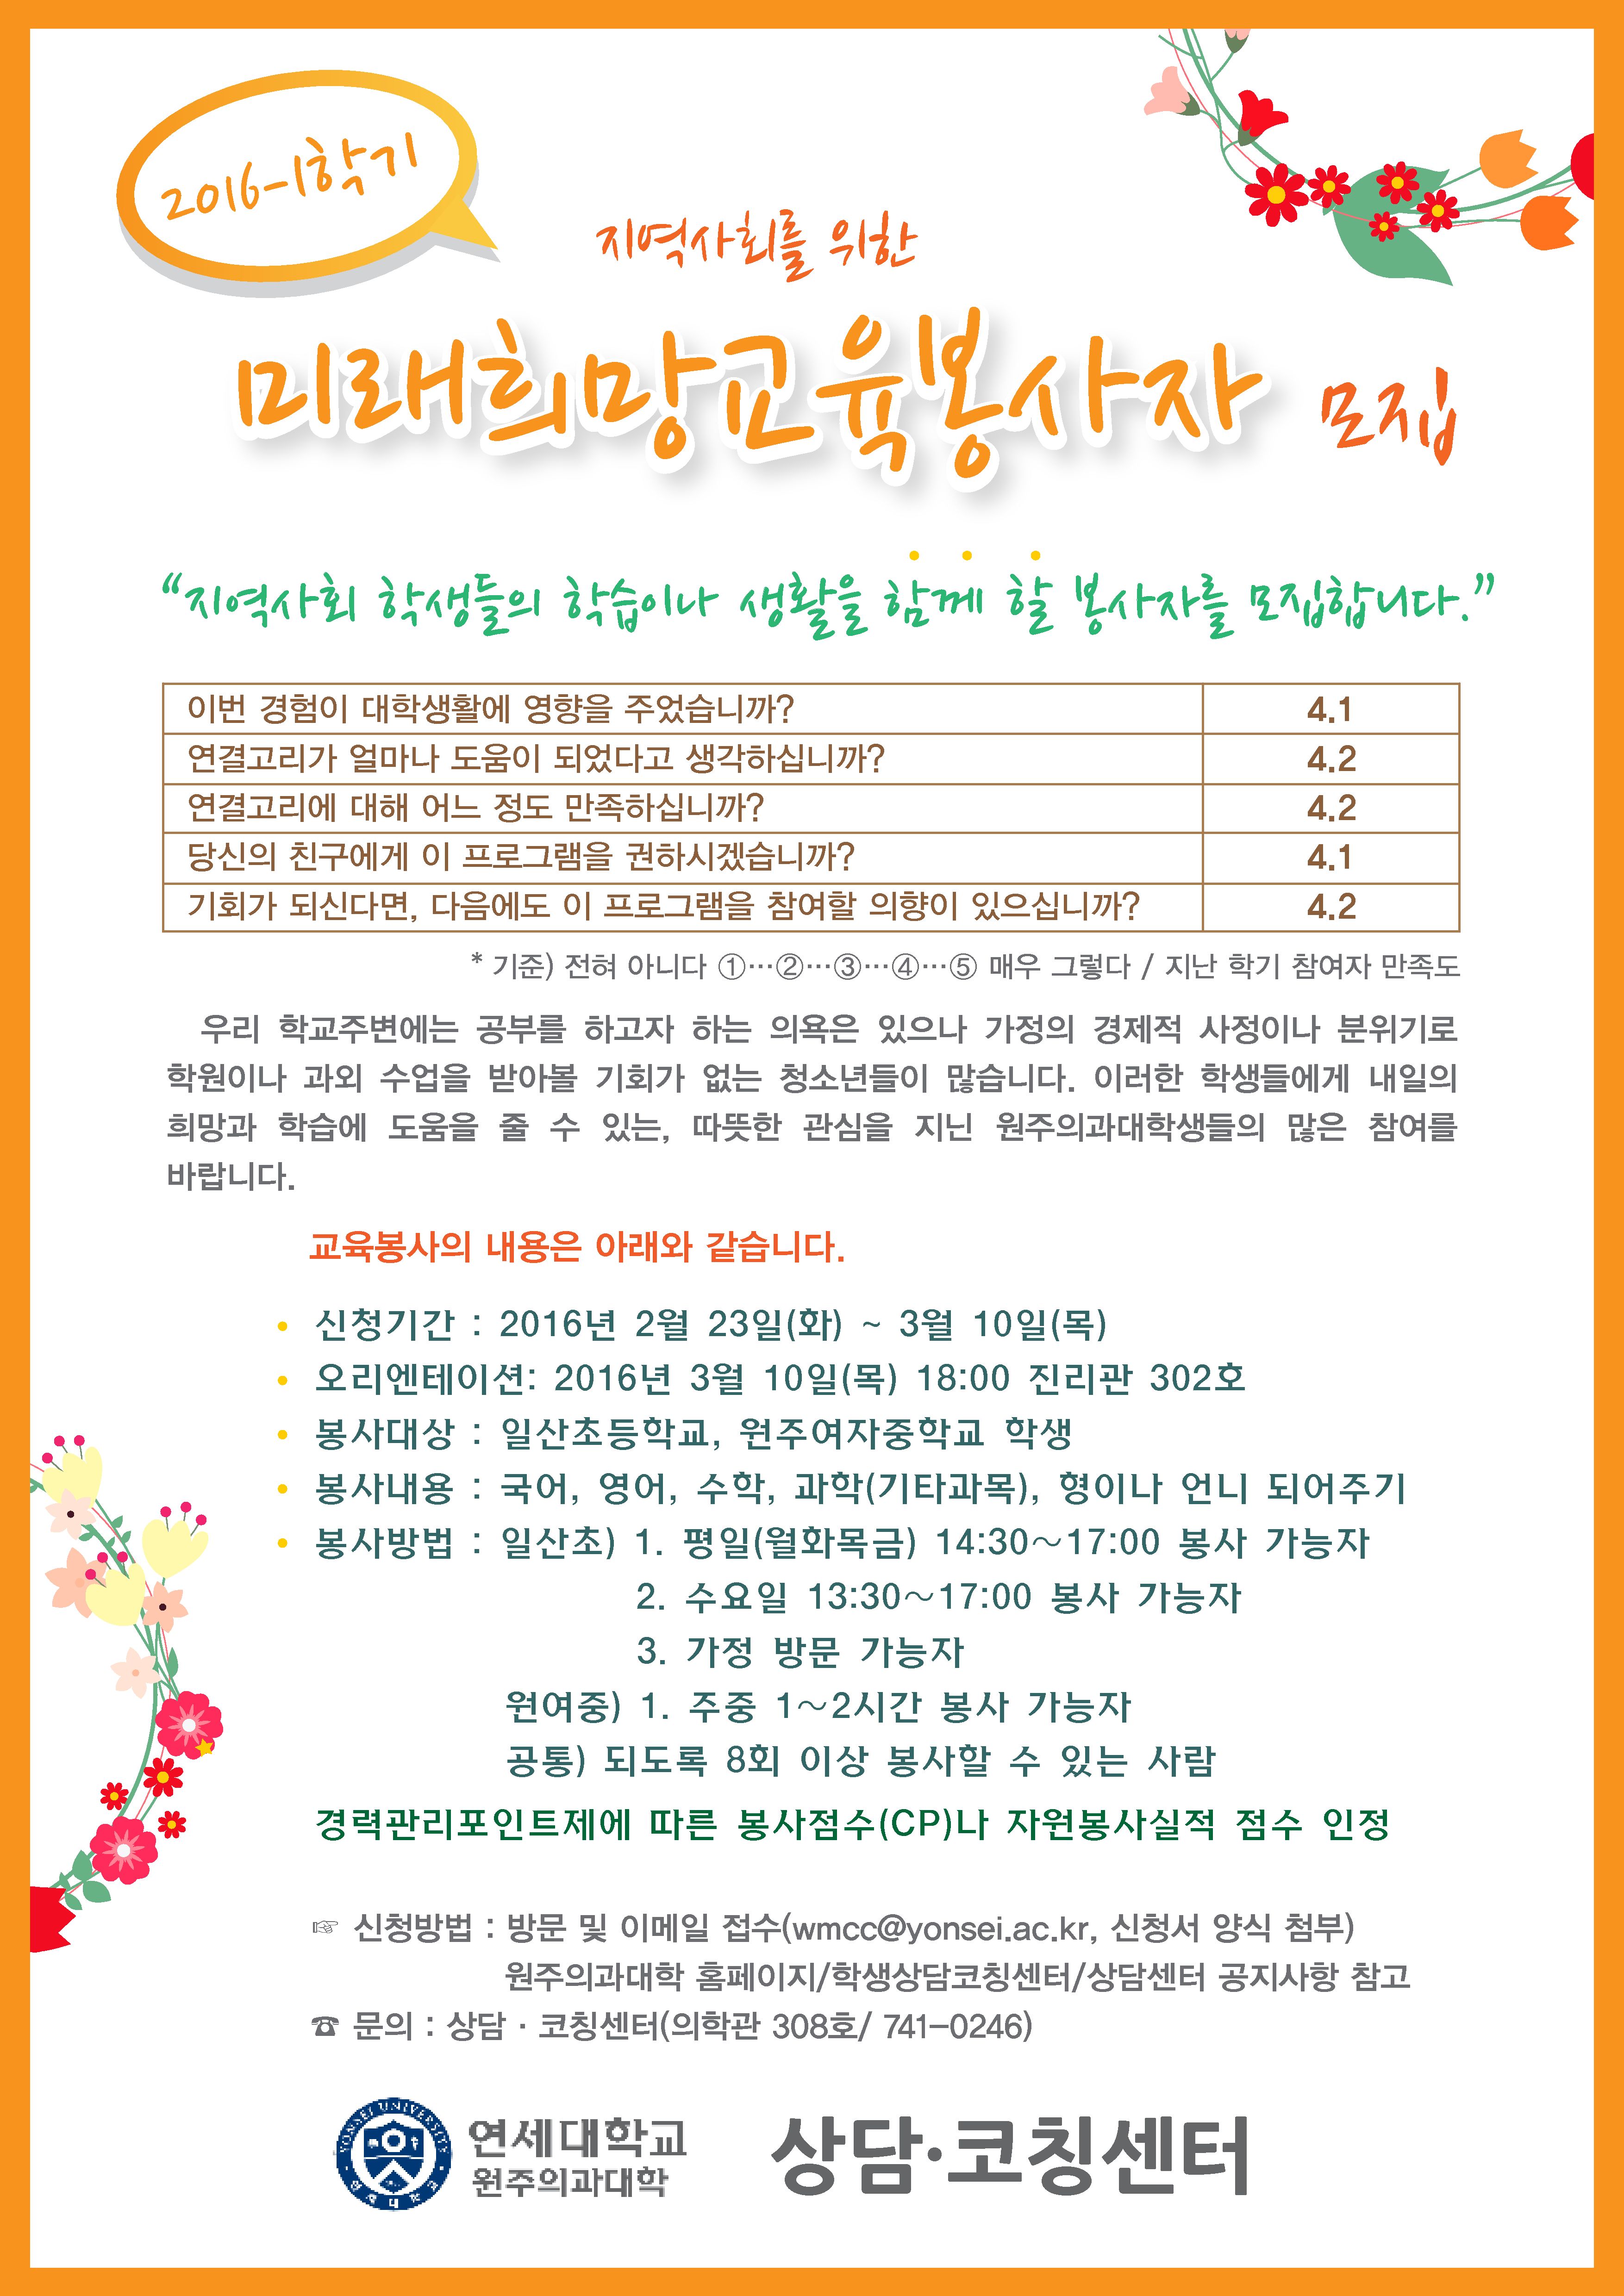 2016-1학기
지역사회를 위한
미래희망교육봉사자 모집
“지역사회 학생들의 학습이나 생활을 함께 할 봉사자를 모집합니다.”
이번 경험이 대학생활에 영향을 주었습니까? 4.1
연결고리가 얼마나 도움이 되었다고 생각하십니까? 4.2
연결고리에 대해 어느 정도 만족하십니까? 4.2
당신의 친구에게 이 프로그램을 권하시겠습니까? 4.1
기회가 되신다면, 다음에도 이 프로그램을 참여할 의향이 있으십니까? 4.2
* 기준) 전혀 아니다 ①…②…③…④…⑤ 매우 그렇다 / 지난 학기 참여자 만족도
우리 학교주변에는 공부를 하고자 하는 의욕은 있으나 가정의 경제적 사정이나 분위기로
학원이나 과외 수업을 받아볼 기회가 없는 청소년들이 많습니다. 이러한 학생들에게 내일의
희망과 학습에 도움을 줄 수 있는, 따뜻한 관심을 지닌 원주의과대학생들의 많은 참여를
바랍니다.
교육봉사의 내용은 아래와 같습니다.
• 신청기간 : 2016년 2월 23일(화) ~ 3월 10일(목)
• 오리엔테이션: 2016년 3월 10일(목) 18:00 진리관 302호
• 봉사대상 : 일산초등학교, 원주여자중학교 학생
• 봉사내용 : 국어, 영어, 수학, 과학(기타과목), 형이나 언니 되어주기
• 봉사방법 : 일산초) 1. 평일(월화목금) 14:30～17:00 봉사 가능자
2. 수요일 13:30～17:00 봉사 가능자
3. 가정 방문 가능자
원여중) 1. 주중 1～2시간 봉사 가능자
공통) 되도록 8회 이상 봉사할 수 있는 사람
경력관리포인트제에 따른 봉사점수(CP)나 자원봉사실적 점수 인정
☞ 신청방법 : 방문 및 이메일 접수(wmcc@yonsei.ac.kr, 신청서 양식 첨부)
원주의과대학 홈페이지/학생상담코칭센터/상담센터 공지사항 참고
☎ 문의 : 상담 · 코칭센터(의학관 308호/ 741-0246)
YONSEI UNIVERSITY
연세대학교
연세대학교
원주의과대학
상담·코칭센터